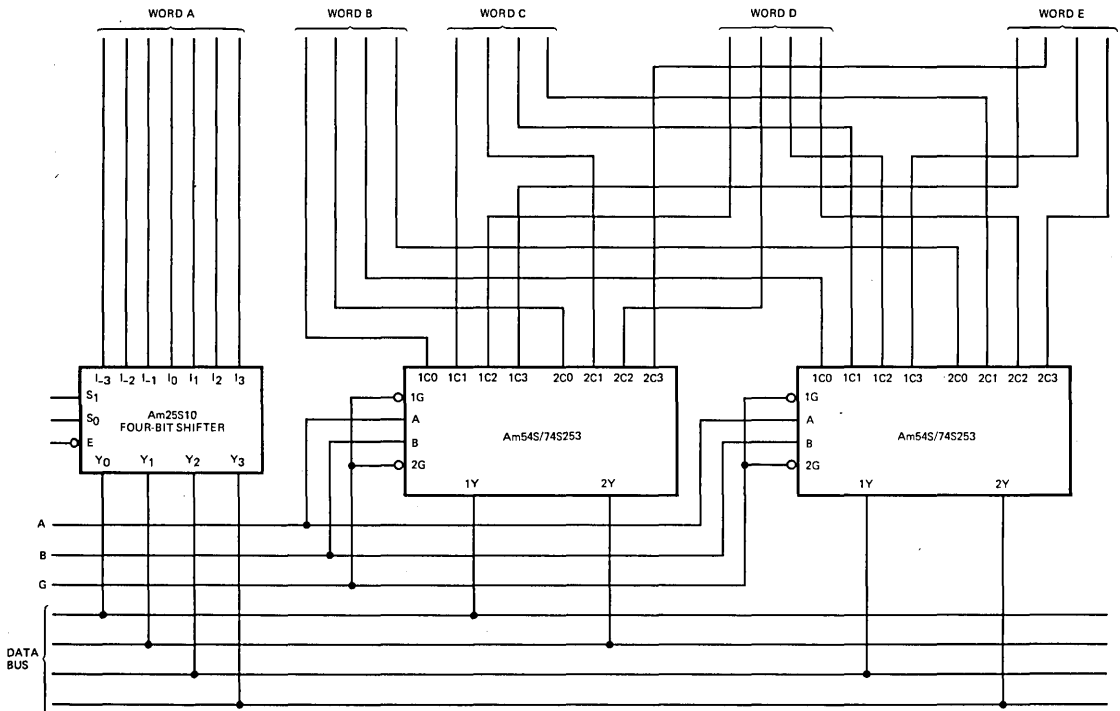 WORD A WORD B WORD C WORD D WORD E
I-3 I-2 I-1 I0 I1 I2 I3
S1
Am25S10
S0 FOUR-BIT SHIFTER
E
Y0 Y1 Y2 Y3
1C0 1C1 1C2 1C3 2C0 2C1 2C2 2C3
1G
A
Am54S/74S253
B
2G
1Y 2Y
1C0 1C1 1C2 1C3 2C0 2C1 2C2 2C3
1G
A
Am54S/74S253
B
2G
1Y 2Y
A
B
G
DATA
BUS